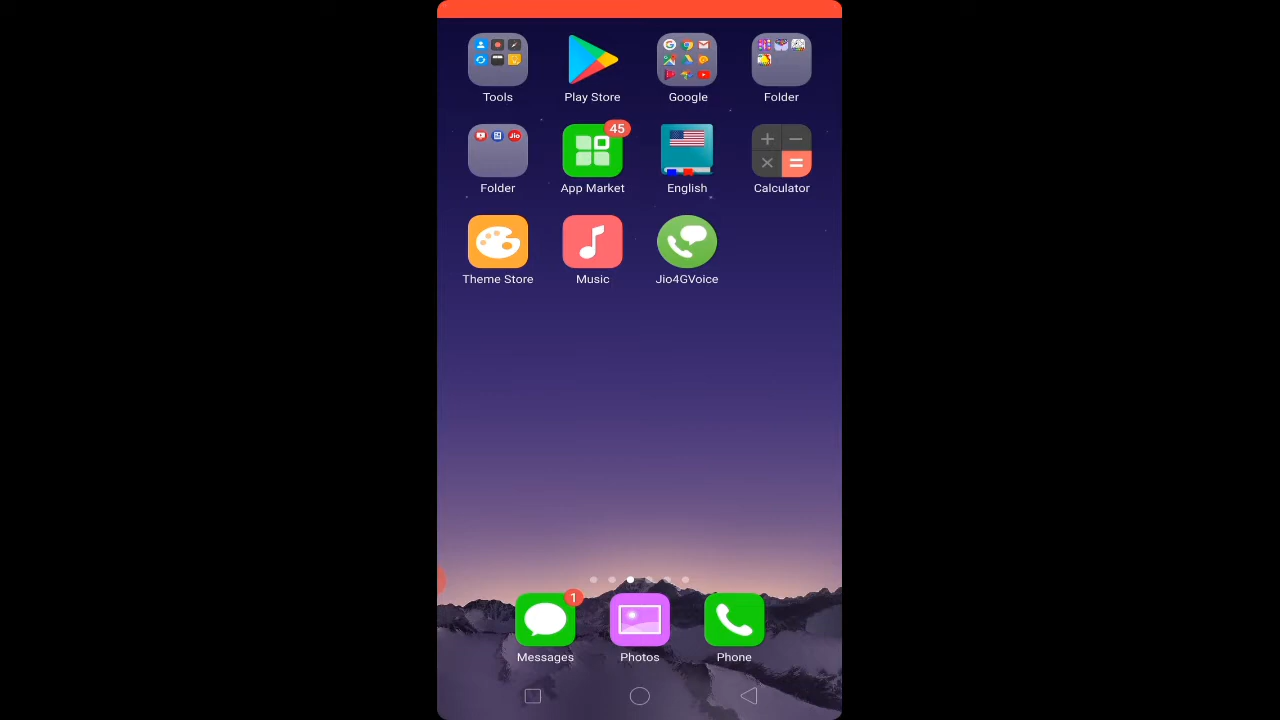 Tools Play Store Google Folder
45
Folder App Market English Calculator
Theme Store Music Jio4GVoice
1
Messages Photos Phone